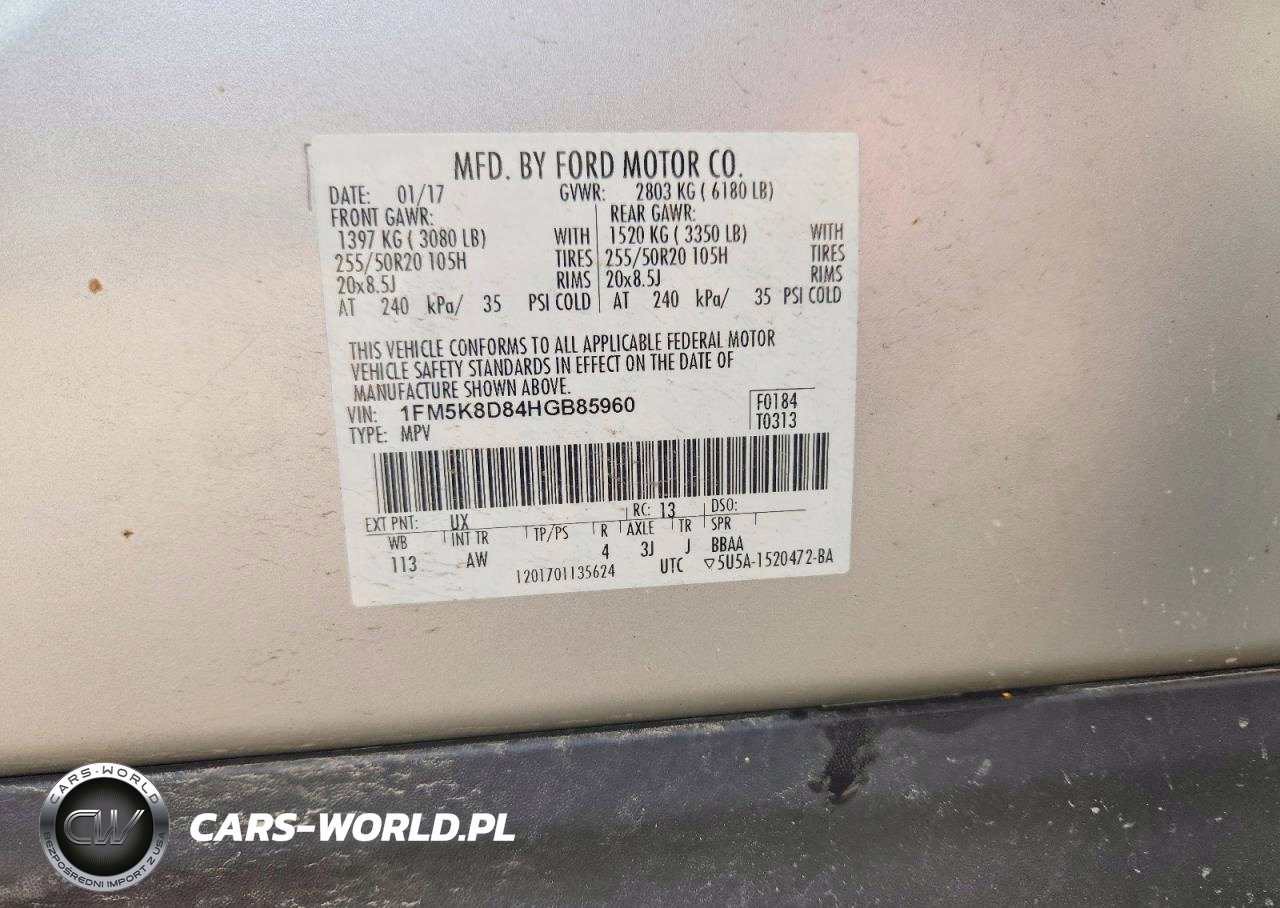 MFD. BY FORD MOTOR CO.
DATE: 01/17 GVWR: 2803 KG ( 6180 LB)
FRONT GAWR: REAR GAWR:
1397 KG ( 3080 LB) WITH 1520 KG ( 3350 LB) WITH
255/50R20 105H TIRES 255/50R20 105H TIRES
20x8.5J RIMS 20x8.5J RIMS
AT 240 kPa/ 35 PSI COLD AT 240 kPa/ 35 PSI COLD
THIS VEHICLE CONFORMS TO ALL APPLICABLE FEDERAL MOTOR
VEHICLE SAFETY STANDARDS IN EFFECT ON THE DATE OF
MANUFACTURE SHOWN ABOVE.
VIN: 1FM5K8D84HGB85960 F0184
TYPE: MPV T0313
EXT PNT: UX RC: 13 DSO:
WB INT TR TP/PS R AXLE TR SPR
113 AW 4 3J J BBAA
1201701135624 UTC ▽5U5A-1520472-BA
CARS-WORLD
CW
BEZPOŚREDNI IMPORT Z USA
CARS-WORLD.PL